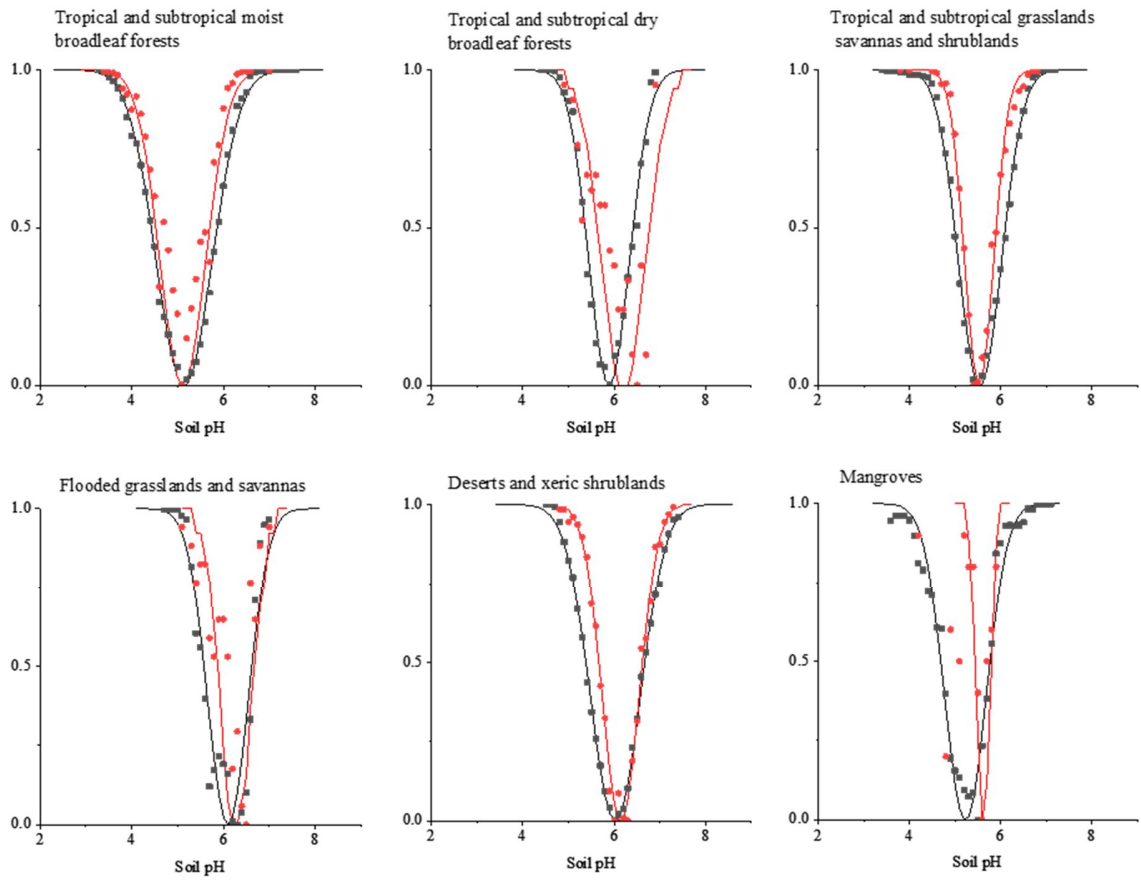 Tropical and subtropical moist
broadleaf forests
1.0
0.5
0.0
2 4 6 8
Soil pH
Tropical and subtropical dry
broadleaf forests
1.0
0.5
0.0
2 4 6 8
Soil pH
Tropical and subtropical grasslands
savannas and shrublands
1.0
0.5
0.0
2 4 6 8
Soil pH
Flooded grasslands and savannas
1.0
0.5
0.0
2 4 6 8
Soil pH
Deserts and xeric shrublands
1.0
0.5
0.0
2 4 6 8
Soil pH
Mangroves
1.0
0.5
0.0
2 4 6 8
Soil pH